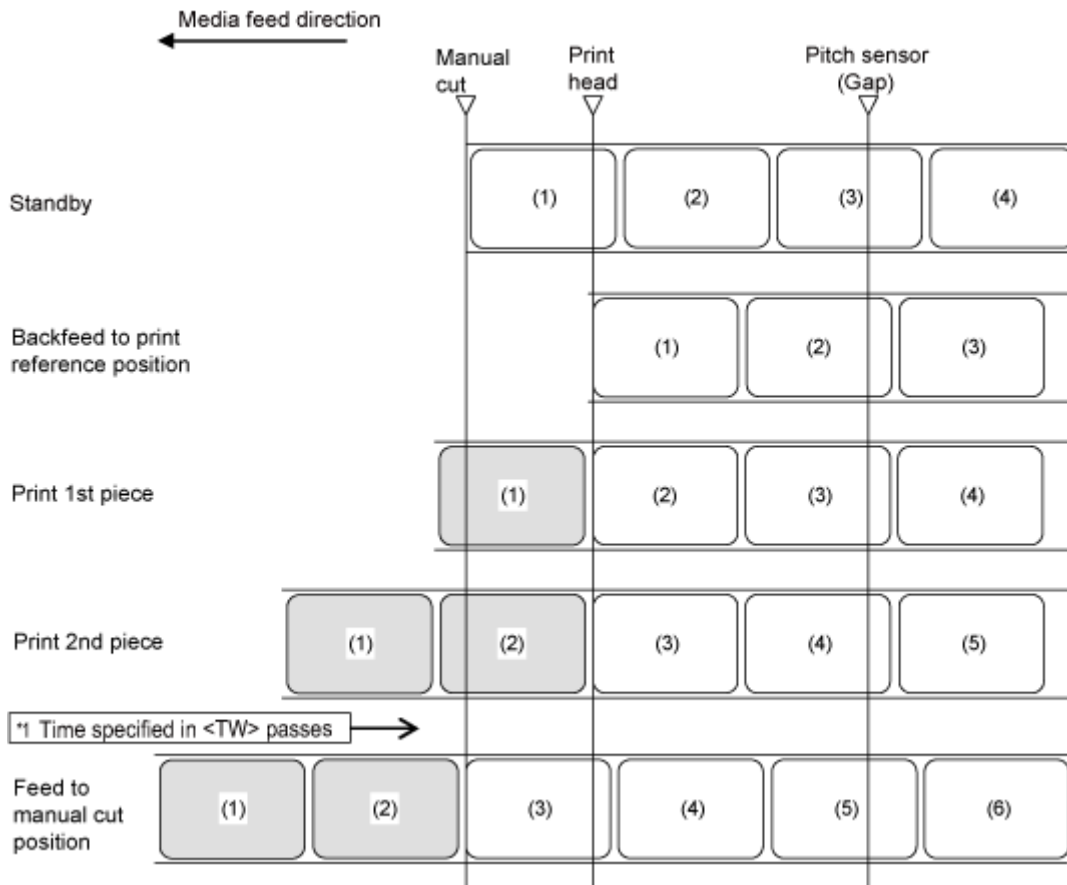 Media feed direction
Manual
cut
Print
head
Pitch sensor
(Gap)
Standby
(1)
(2)
(3)
(4)
Backfeed to print
reference position
(1)
(2)
(3)
Print 1st piece
(1)
(2)
(3)
(4)
Print 2nd piece
(1)
(2)
(3)
(4)
(5)
*1 Time specified in <TW> passes
Feed to
manual cut
position
(1)
(2)
(3)
(4)
(5)
(6)